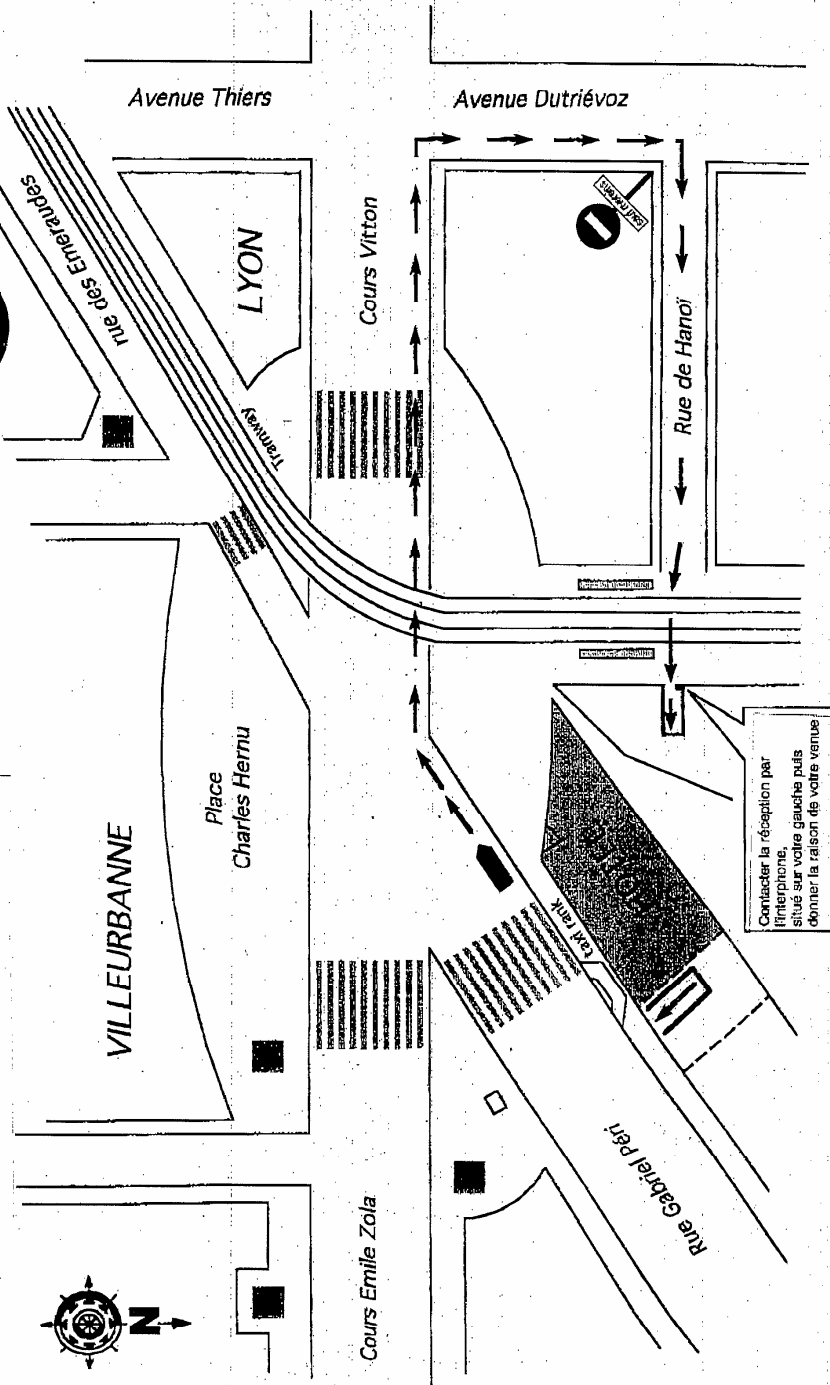 Avenue Thiers
Avenue Dutriévoz
rue des Emeraudes
LYON
Cours Vitton
sauf riverains
Tramway
Rue de Hanoï
VILLEURBANNE
Place
Charles Hernu
taxi rank
Contacter la réception par
l'interphone,
situé sur votre gauche puis
donner la raison de votre venue
Rue Gabriel Péri
Cours Emile Zola
N